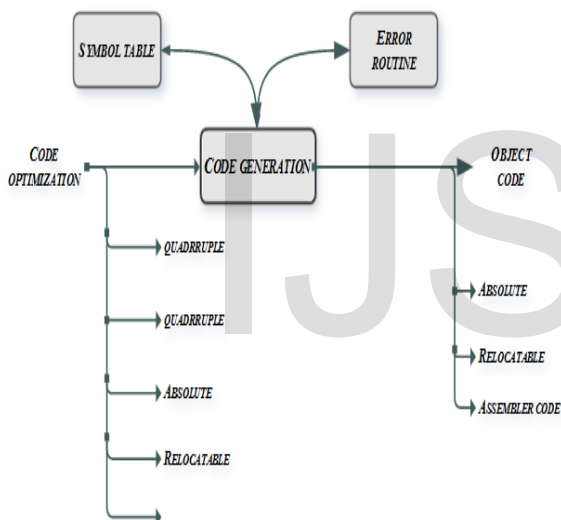 SYMBOL TABLE
ERROR
ROUTINE
CODE
OPTIMIZATION
CODE GENERATION
OBJECT
CODE
QUADRRUPLE
QUADRRUPLE
ABSOLUTE
RELOCATABLE
ABSOLUTE
RELOCATABLE
ASSEMBLER CODE
IJS